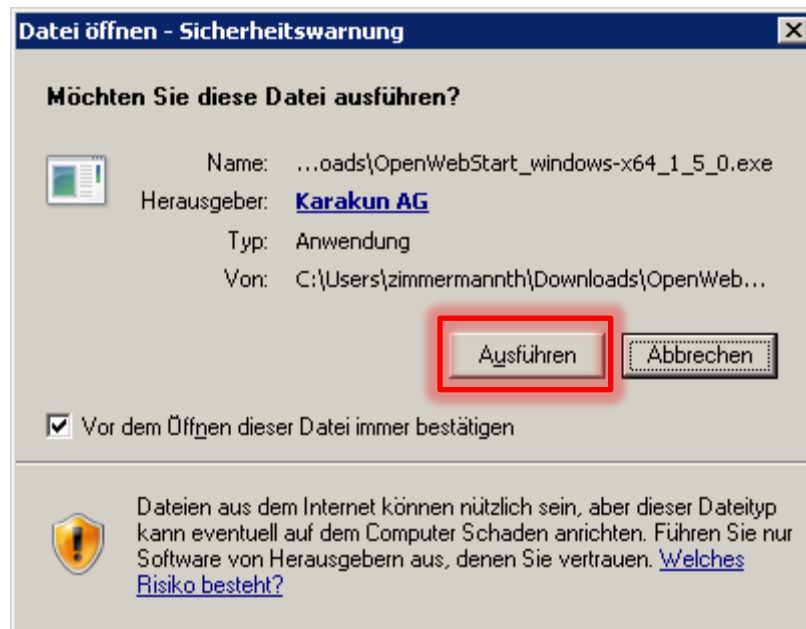 Datei öffnen - Sicherheitswarnung
Möchten Sie diese Datei ausführen?
Name: ...oads\OpenWebStart_windows-x64_1_5_0.exe
Herausgeber: Karakun AG
Typ: Anwendung
Von: C:\Users\zimmermannth\Downloads\OpenWeb...
Ausführen Abbrechen
Vor dem Öffnen dieser Datei immer bestätigen
Dateien aus dem Internet können nützlich sein, aber dieser Dateityp
kann eventuell auf dem Computer Schaden anrichten. Führen Sie nur
Software von Herausgebern aus, denen Sie vertrauen. Welches
Risiko besteht?